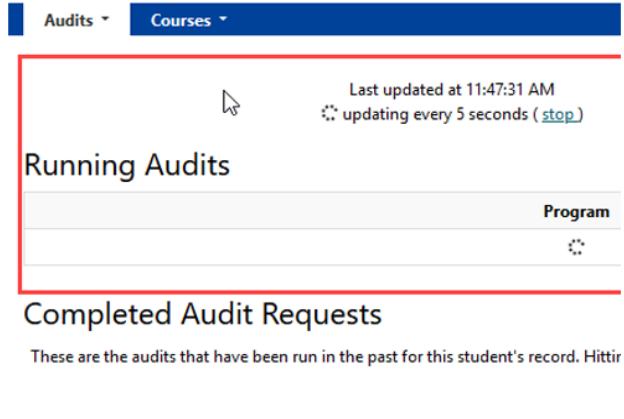 Audits Courses
Last updated at 11:47:31 AM
updating every 5 seconds ( stop )
Running Audits
Program
Completed Audit Requests
These are the audits that have been run in the past for this student's record.